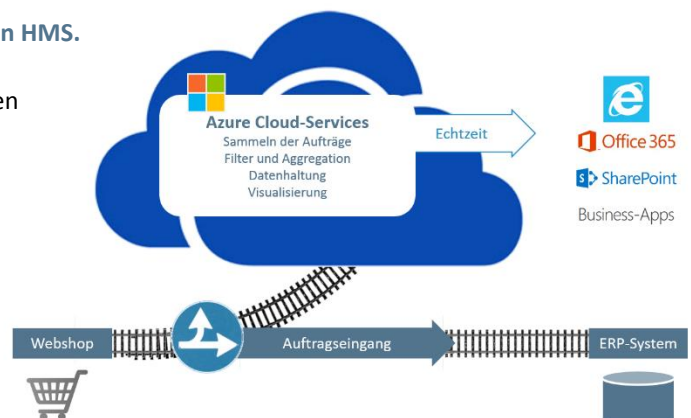 n HMS.
en
Azure Cloud-Services
Sammeln der Aufträge
Filter und Aggregation
Datenhaltung
Visualisierung
Echtzeit
Office 365
S SharePoint
Business-Apps
Webshop
Auftragseingang
ERP-System